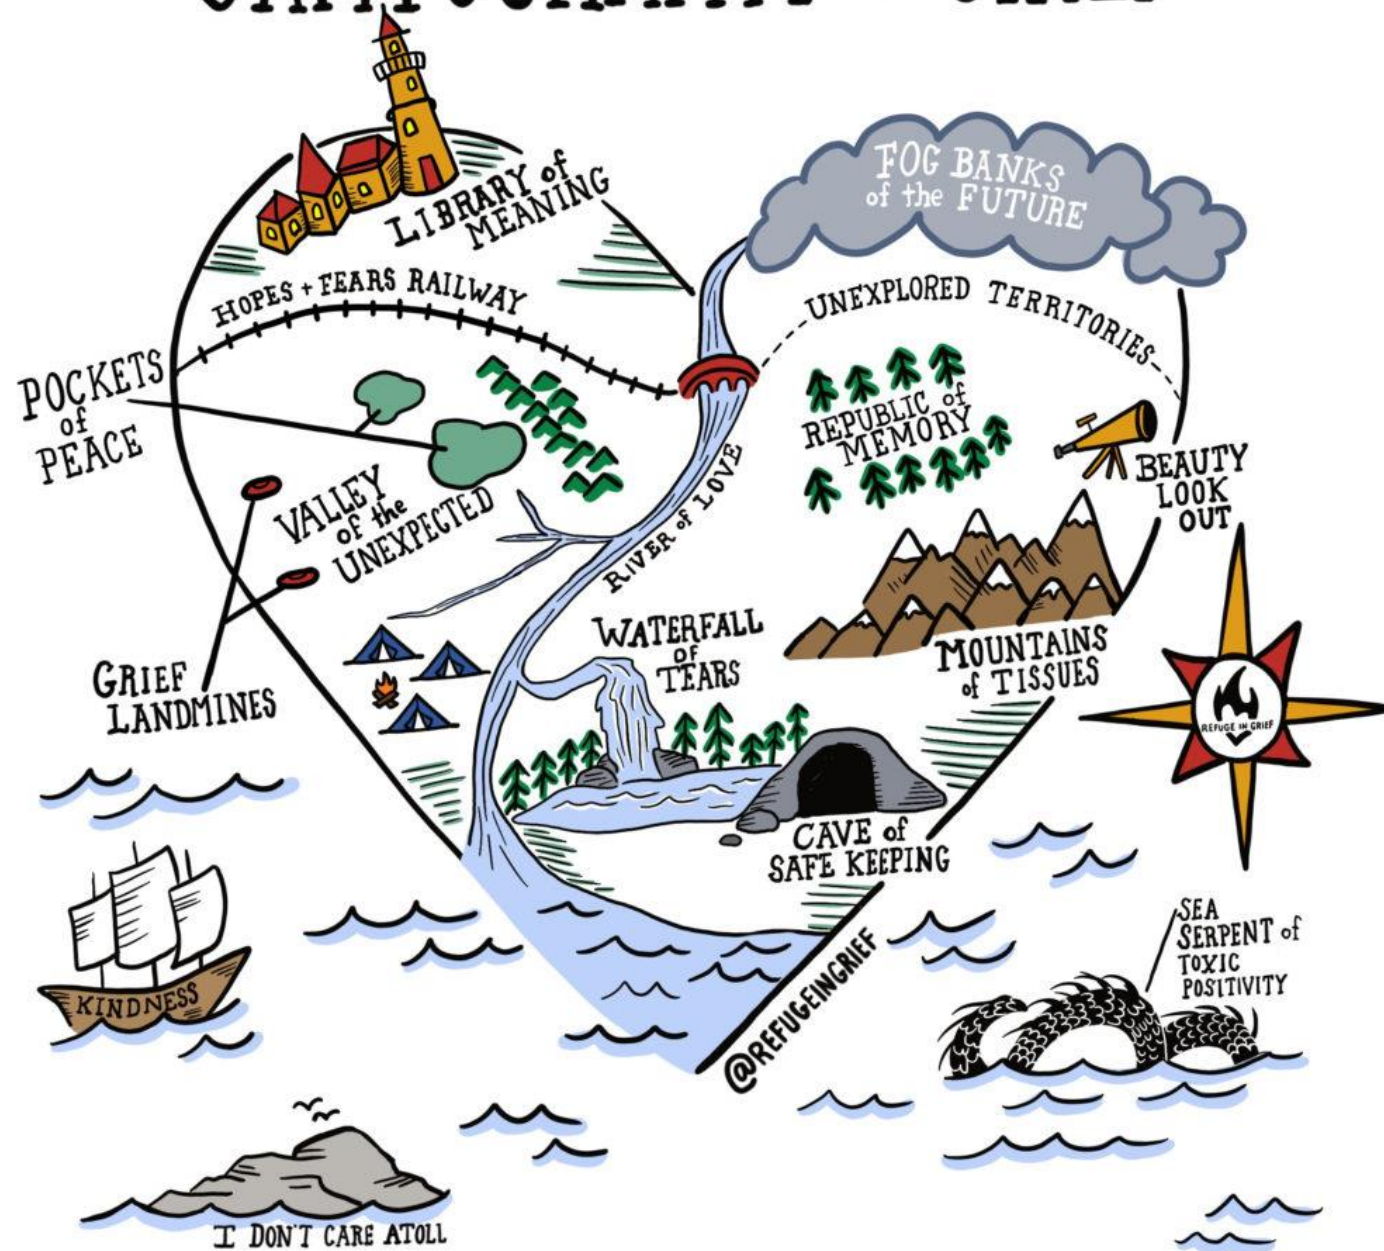 LIBRARY of
MEANING
FOG BANKS
of the FUTURE
HOPES + FEARS RAILWAY
UNEXPLORED TERRITORIES
POCKETS
of
PEACE
REPUBLIC of
MEMORY
BEAUTY
LOOK
OUT
VALLEY
of the
UNEXPECTED
RIVER of LOVE
GRIEF
LANDMINES
WATERFALL
OF
TEARS
MOUNTAINS
of TISSUES
REFUGE IN GRIEF
CAVE of
SAFE KEEPING
KINDNESS
SEA
SERPENT of
TOXIC
POSITIVITY
@REFUGEINGRIEF
I DON'T CARE ATOLL